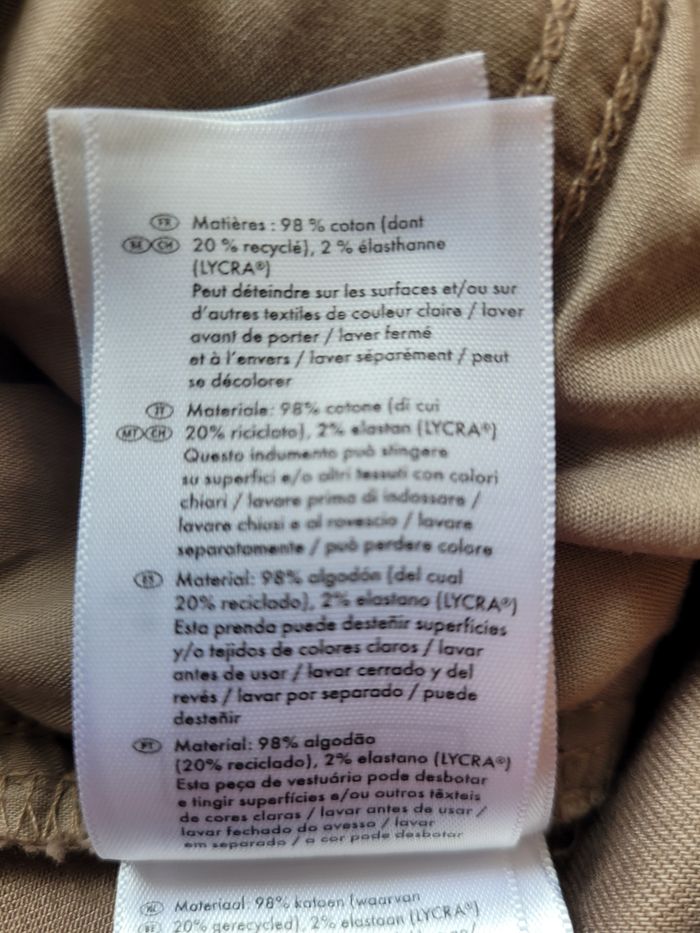 FR Matières : 98 % coton (dont
BE CH 20 % recyclé), 2 % élasthanne
(LYCRA®)
Peut déteindre sur les surfaces et/ou sur
d'autres textiles de couleur claire / laver
avant de porter / laver fermé
et à l'envers / laver séparément / peut
se décolorer
IT Materiale: 98% cotone (di cui
MT CH 20% riciclato), 2% elastan (LYCRA®)
Questo indumento può stingere
su superfici e/o altri tessuti con colori
chiari / lavare prima di indossare /
lavare chiusi e al rovescio / lavare
separatamente / può perdere colore
ES Material: 98% algodón (del cual
20% reciclado), 2% elastano (LYCRA®)
Esta prenda puede desteñir superficies
y/o tejidos de colores claros / lavar
antes de usar / lavar cerrado y del
revés / lavar por separado / puede
desteñir
PT Material: 98% algodão
(20% reciclado), 2% elastano (LYCRA®)
Esta peça de vestuário pode desbotar
e tingir superfícies e/ou outros têxteis
de cores claras / lavar antes de usar /
lavar fechado do avesso / lavar
em separado / a cor pode desbotar
NL Materiaal: 98% katoen (waarvan
BE 20% gerecycled), 2% elastaan (LYCRA®)